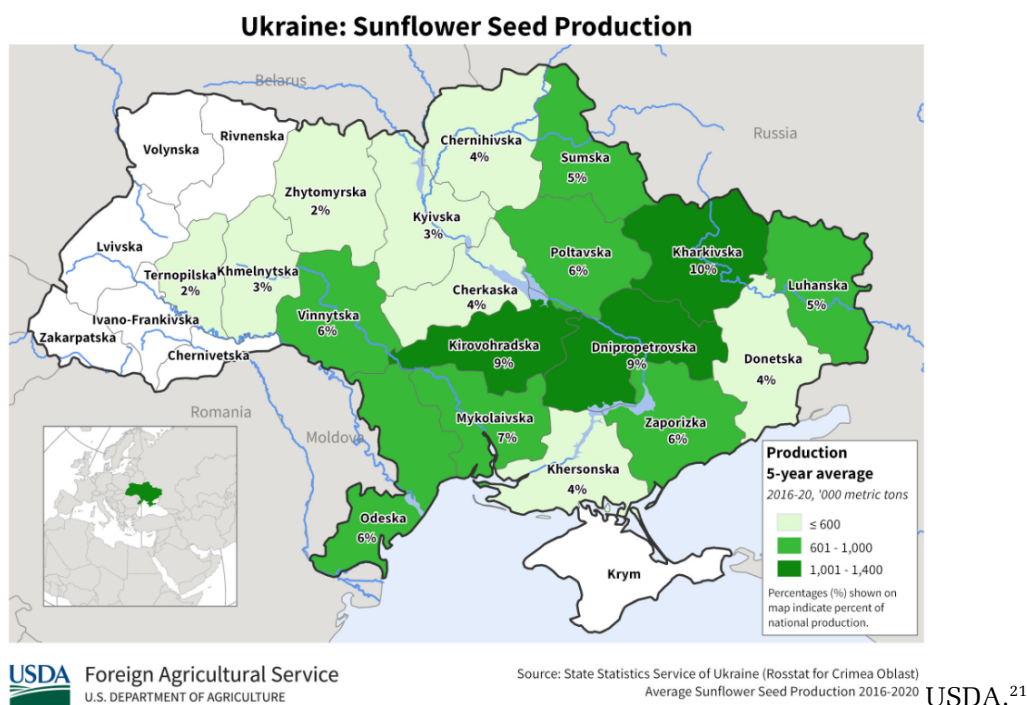 Ukraine: Sunflower Seed Production
Belarus
Russia
Volynska
Rivnenska
Chernihivska
4%
Sumska
5%
Zhytomyrska
2%
Kyivska
3%
Lvivska
Ternopilska
2%
Khmelnytska
3%
Poltavska
6%
Kharkivska
10%
Luhanska
5%
Cherkaska
4%
Vinnytska
6%
Ivano-Frankivska
Zakarpatska
Chernivetska
Kirovohradska
9%
Dnipropetrovska
9%
Donetska
4%
Romania
Moldova
Mykolaivska
7%
Zaporizka
6%
Khersonska
4%
Odeska
6%
Krym
Production
5-year average
2016-20, '000 metric tons
≤ 600
601 - 1,000
1,001 - 1,400
Percentages (%) shown on
map indicate percent of
national production.
USDA
Foreign Agricultural Service
U.S. DEPARTMENT OF AGRICULTURE
Source: State Statistics Service of Ukraine (Rosstat for Crimea Oblast)
Average Sunflower Seed Production 2016-2020
USDA.²¹